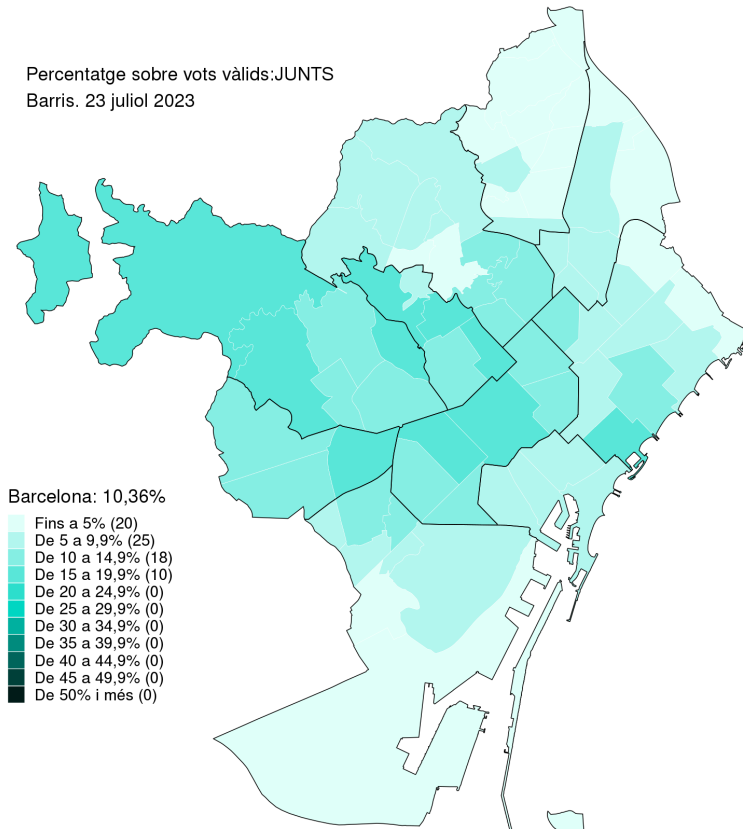 Percentatge sobre vots vàlids:JUNTS
Barris. 23 juliol 2023
Barcelona: 10,36%
Fins a 5% (20)
De 5 a 9,9% (25)
De 10 a 14,9% (18)
De 15 a 19,9% (10)
De 20 a 24,9% (0)
De 25 a 29,9% (0)
De 30 a 34,9% (0)
De 35 a 39,9% (0)
De 40 a 44,9% (0)
De 45 a 49,9% (0)
De 50% i més (0)